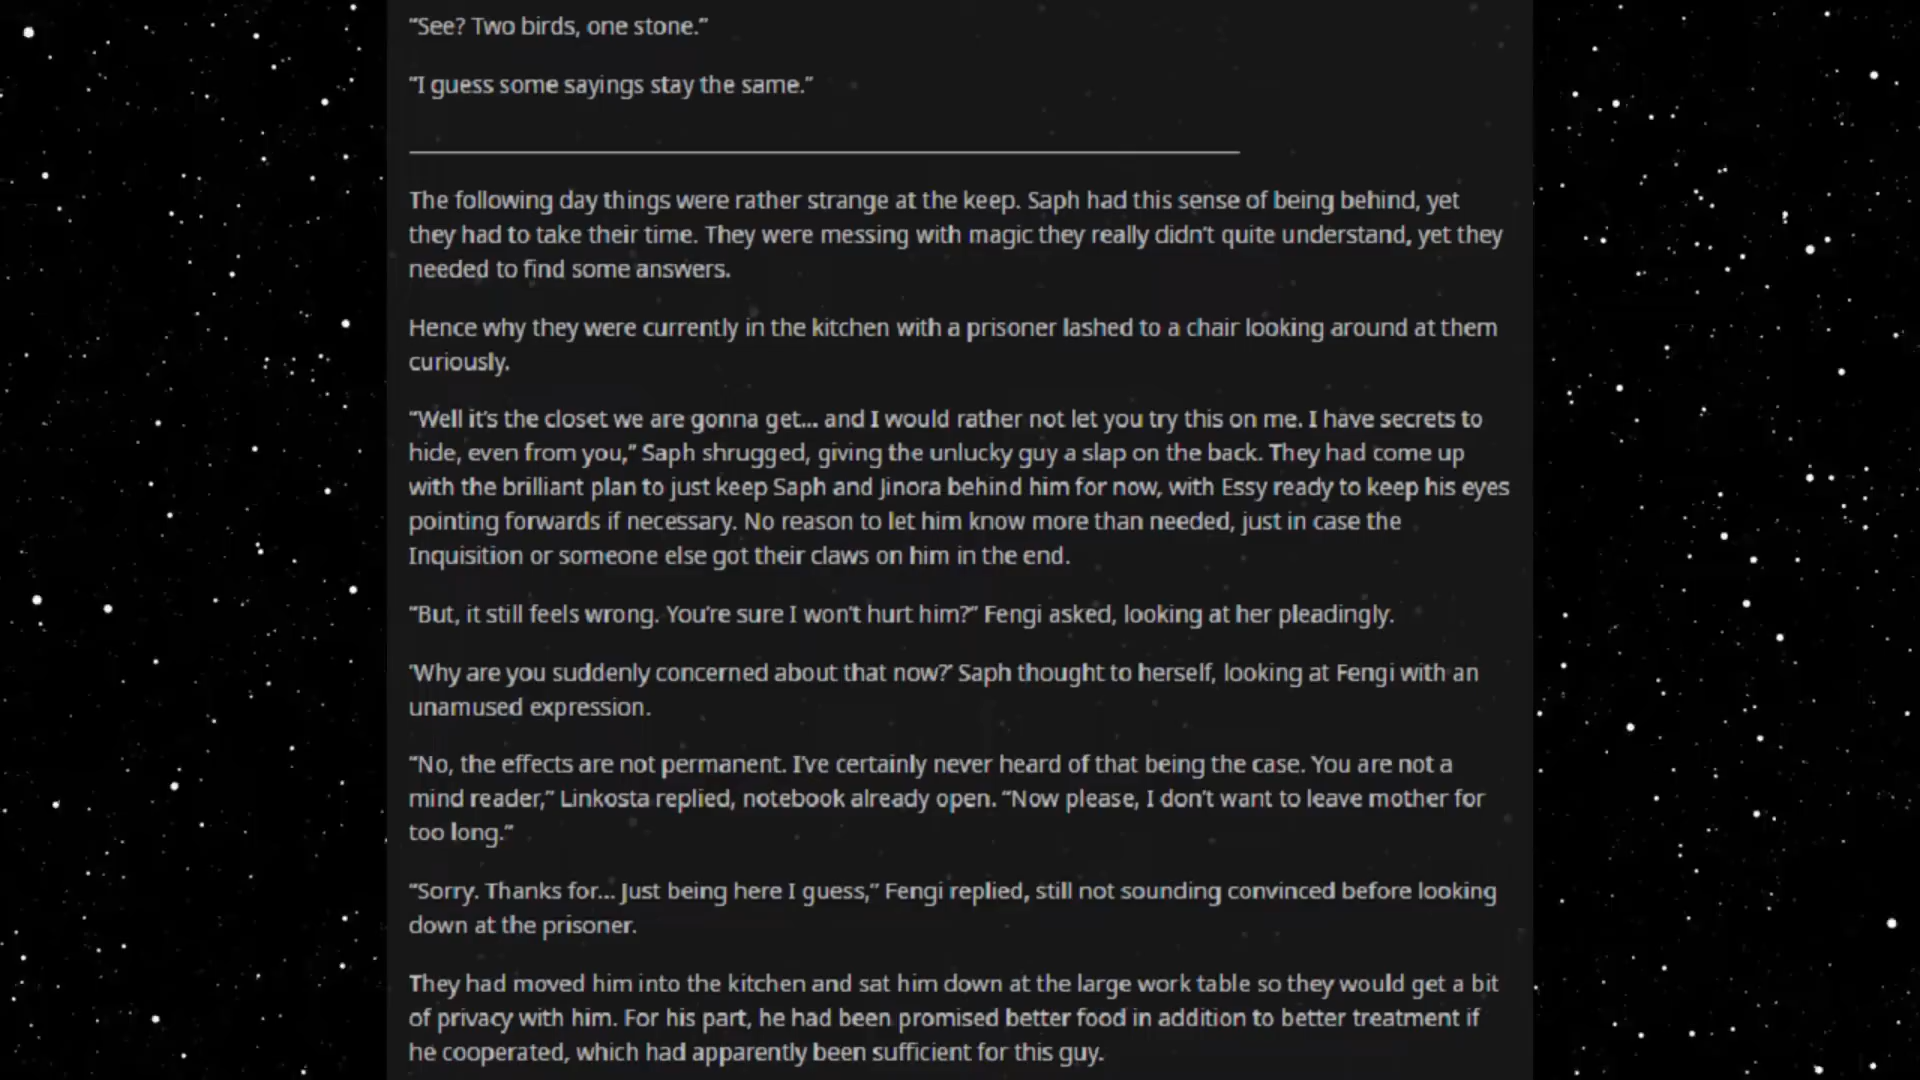 “See? Two birds, one stone.”
“I guess some sayings stay the same.”
The following day things were rather strange at the keep. Saph had this sense of being behind, yet
they had to take their time. They were messing with magic they really didn’t quite understand, yet they
needed to find some answers.
Hence why they were currently in the kitchen with a prisoner lashed to a chair looking around at them
curiously.
“Well it’s the closet we are gonna get... and I would rather not let you try this on me. I have secrets to
hide, even from you,” Saph shrugged, giving the unlucky guy a slap on the back. They had come up
with the brilliant plan to just keep Saph and Jinora behind him for now, with Essy ready to keep his eyes
pointing forwards if necessary. No reason to let him know more than needed, just in case the
Inquisition or someone else got their claws on him in the end.
“But, it still feels wrong. You’re sure I won’t hurt him?” Fengi asked, looking at her pleadingly.
‘Why are you suddenly concerned about that now?’ Saph thought to herself, looking at Fengi with an
unamused expression.
“No, the effects are not permanent. I’ve certainly never heard of that being the case. You are not a
mind reader,” Linkosta replied, notebook already open. “Now please, I don’t want to leave mother for
too long.”
“Sorry. Thanks for... Just being here I guess,” Fengi replied, still not sounding convinced before looking
down at the prisoner.
They had moved him into the kitchen and sat him down at the large work table so they would get a bit
of privacy with him. For his part, he had been promised better food in addition to better treatment if
he cooperated, which had apparently been sufficient for this guy.